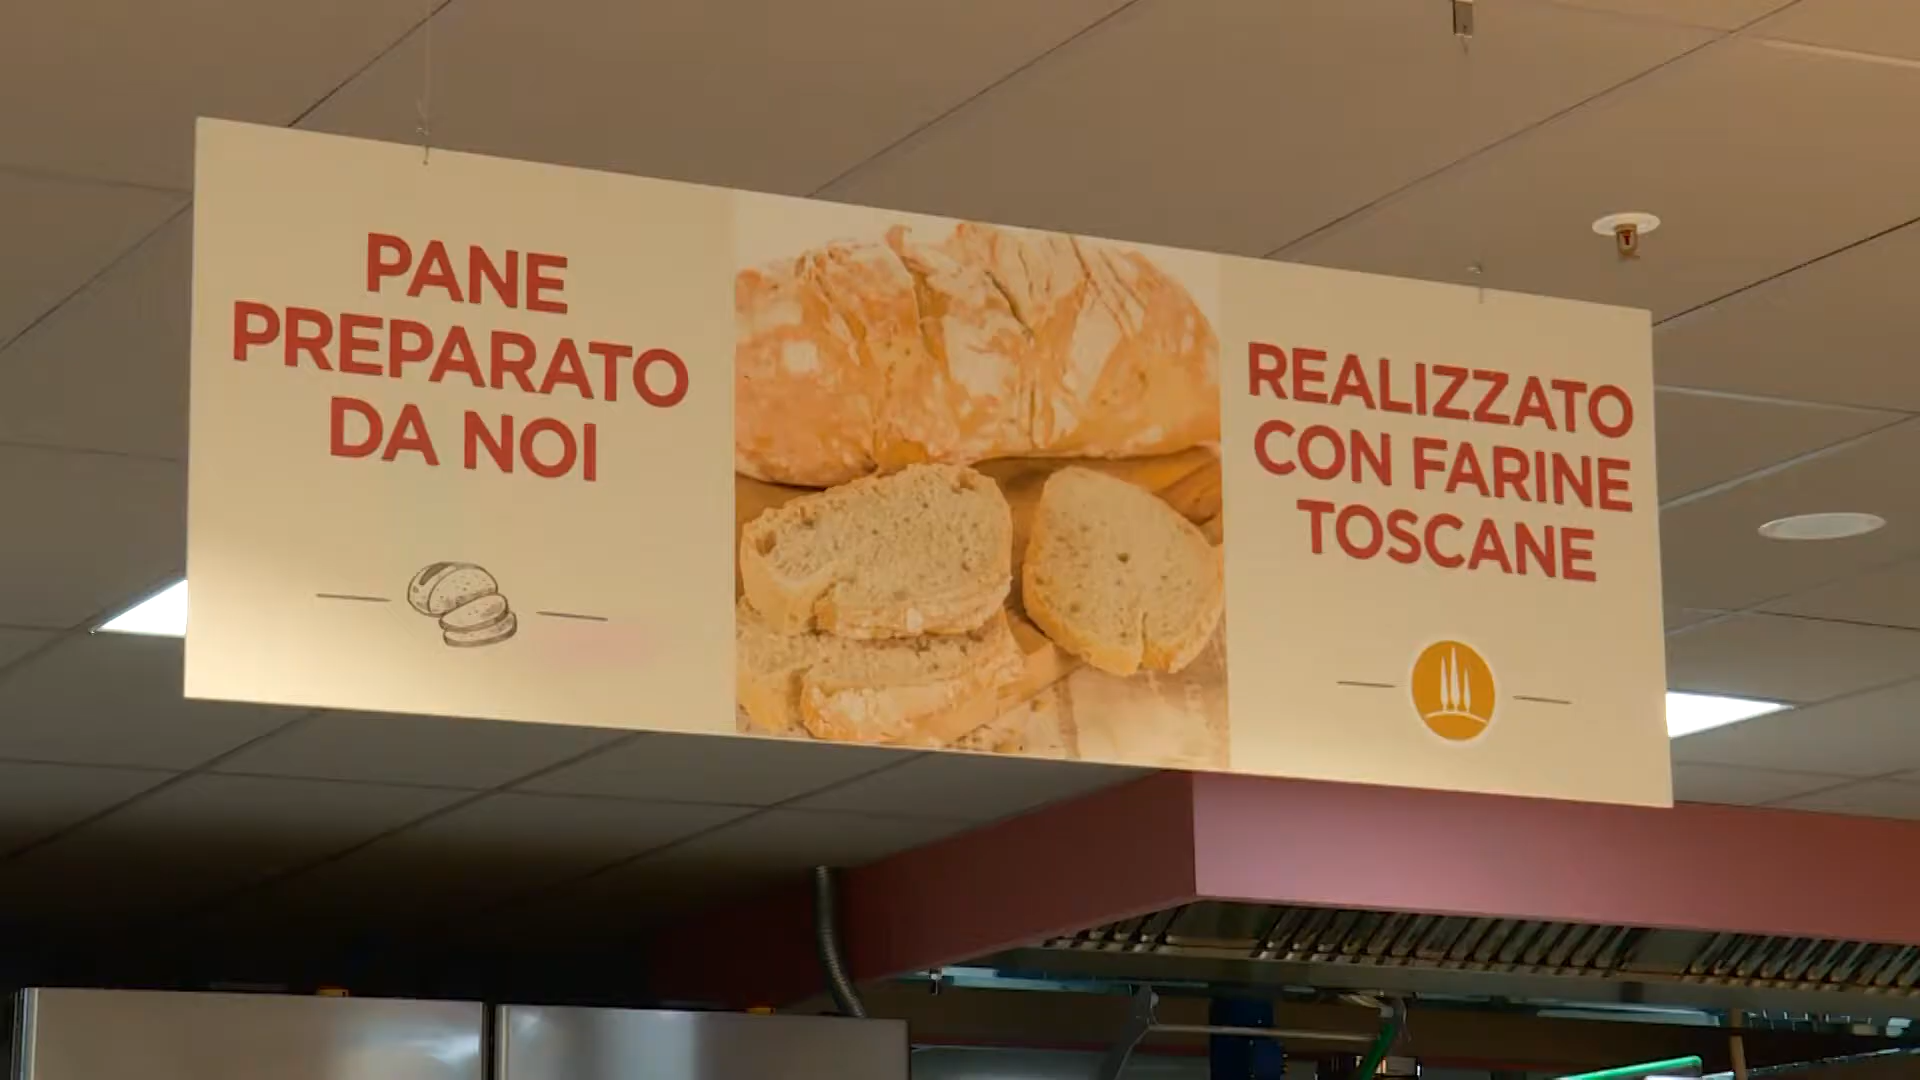 PANE
PREPARATO
DA NOI
REALIZZATO
CON FARINE
TOSCANE